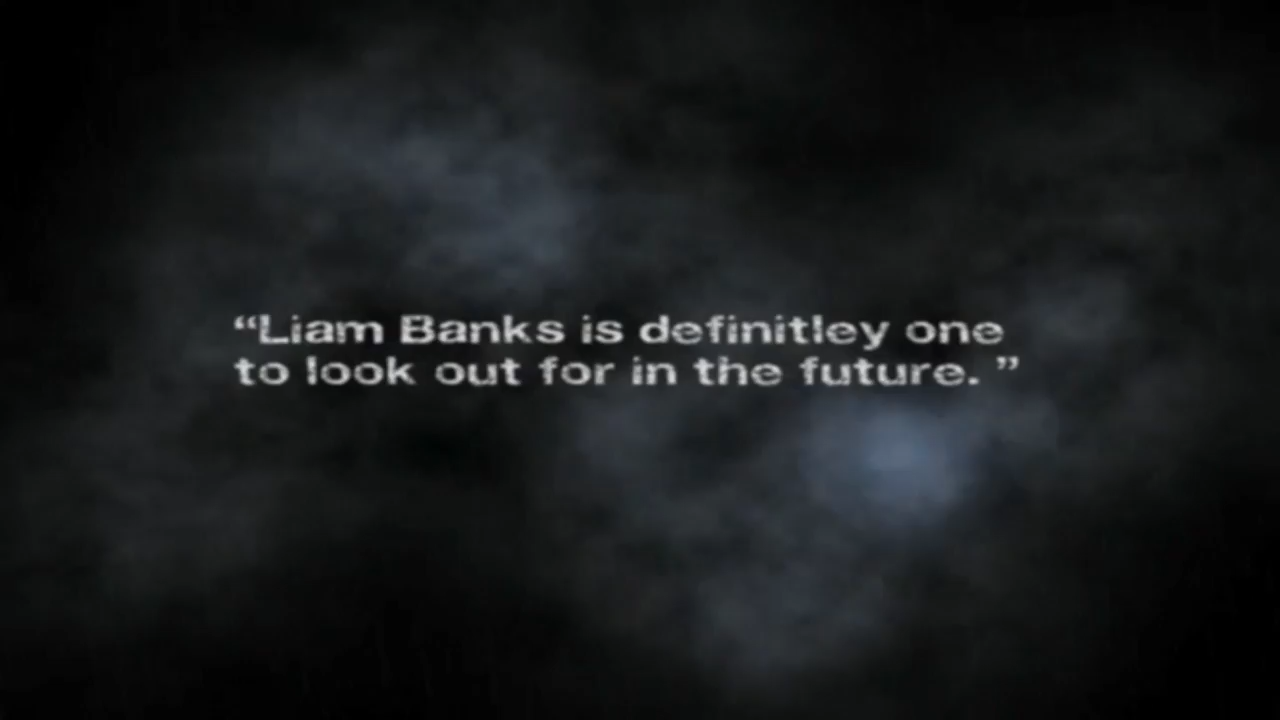 “Liam Banks is definitley one
to look out for in the future. ”